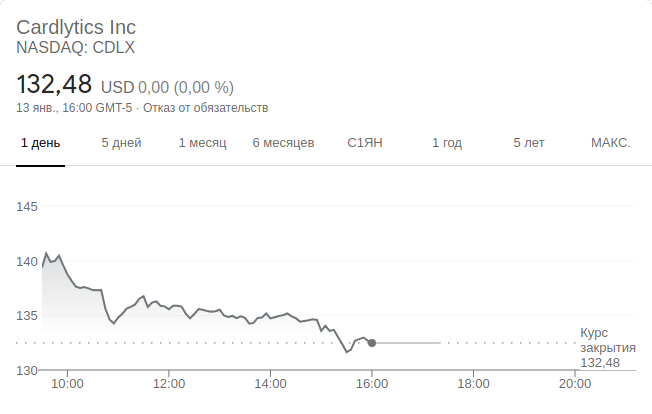 Cardlytics Inc
NASDAQ: CDLX
132,48 USD 0,00 (0,00 %)
13 янв., 16:00 GMT-5 · Отказ от обязательств
1 день 5 дней 1 месяц 6 месяцев С1ЯН 1 год 5 лет МАКС.
145
140
135
130
Курс
закрытия
132,48
10:00 12:00 14:00 16:00 18:00 20:00